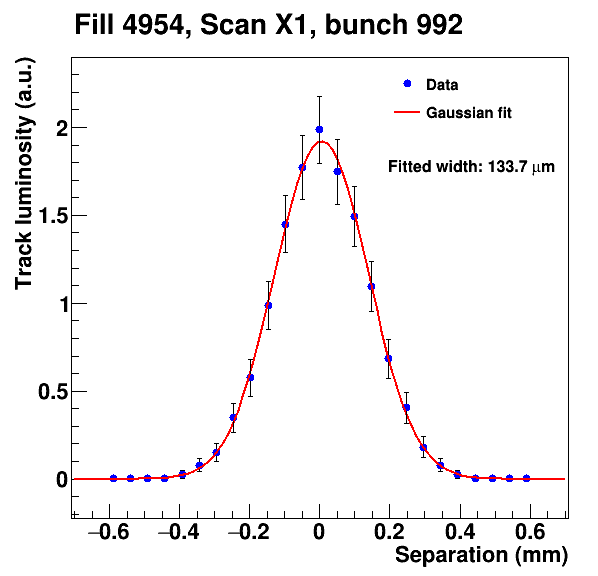 Fill 4954, Scan X1, bunch 992
Track luminosity (a.u.)
Data
Gaussian fit
Fitted width: 133.7 μm
2
1.5
1
0.5
0
−0.6 −0.4 −0.2 0 0.2 0.4 0.6
Separation (mm)